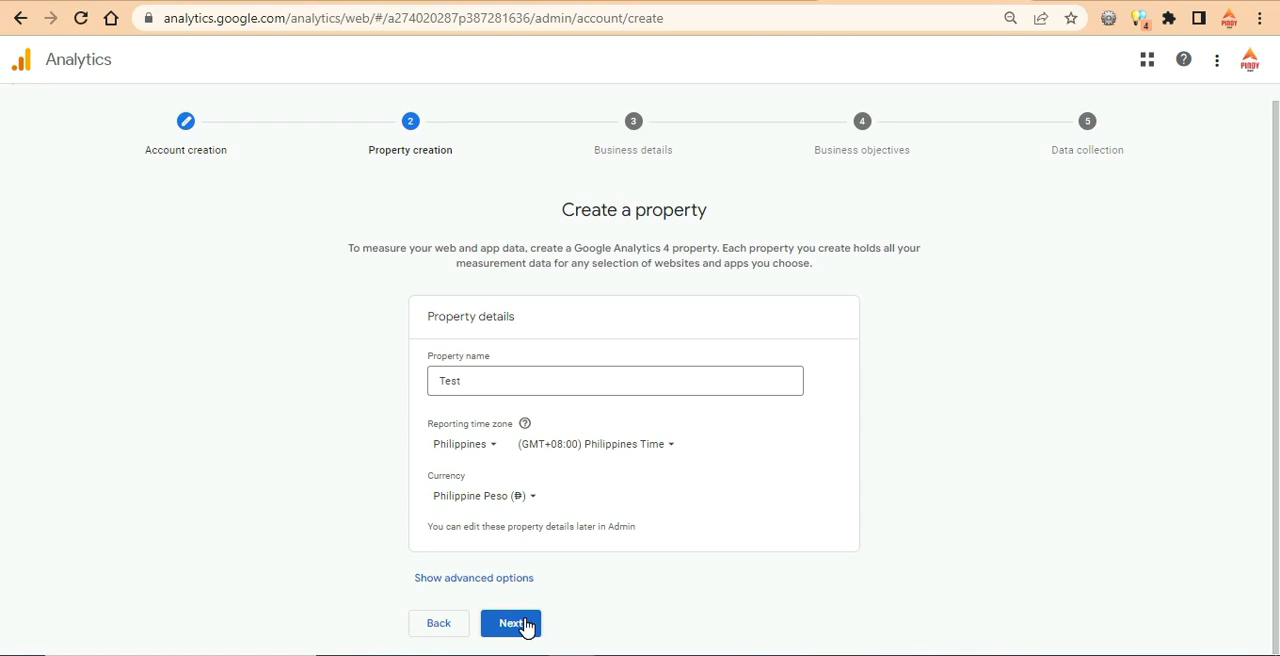 analytics.google.com/analytics/web/#/a274020287p387281636/admin/account/create
4
PINOY
Analytics
PINOY
2 3 4 5
Account creation Property creation Business details Business objectives Data collection
Create a property
To measure your web and app data, create a Google Analytics 4 property. Each property you create holds all your
measurement data for any selection of websites and apps you choose.
Property details
Property name
Test
Reporting time zone ?
Philippines (GMT+08:00) Philippines Time
Currency
Philippine Peso (₱)
You can edit these property details later in Admin
Show advanced options
Back Next